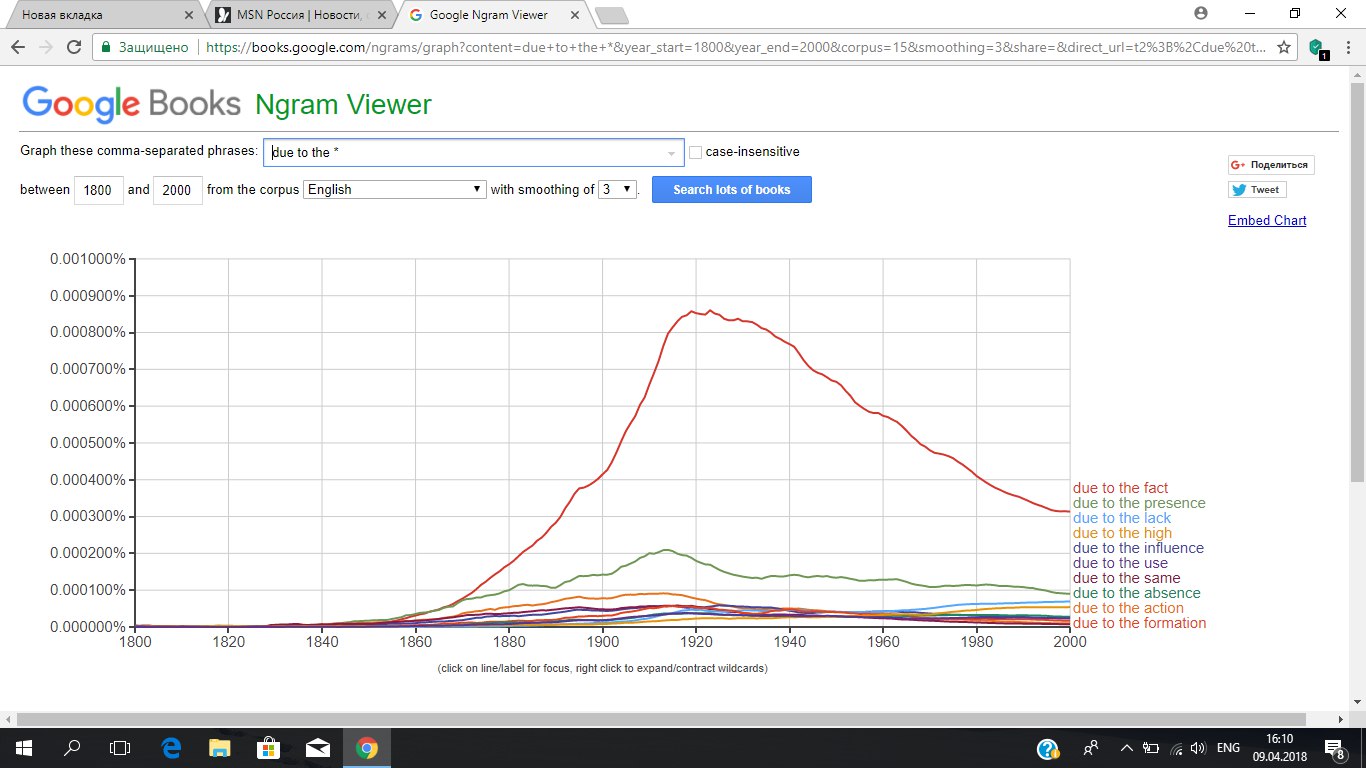 Новая вкладка
MSN Россия | Новости,
Google Ngram Viewer
Защищено https://books.google.com/ngrams/graph?content=due+to+the+*&year_start=1800&year_end=2000&corpus=15&smoothing=3&share=&direct_url=t2%3B%2Cdue%20t...
1
Google Books Ngram Viewer
Graph these comma-separated phrases: due to the * case-insensitive
between 1800 and 2000 from the corpus English with smoothing of 3 . Search lots of books
G+ Поделиться
Tweet
Embed Chart
0.001000%
0.000900%
0.000800%
0.000700%
0.000600%
0.000500%
0.000400%
0.000300%
0.000200%
0.000100%
0.000000%
1800 1820 1840 1860 1880 1900 1920 1940 1960 1980 2000
due to the fact
due to the presence
due to the lack
due to the high
due to the influence
due to the use
due to the same
due to the absence
due to the action
due to the formation
(click on line/label for focus, right click to expand/contract wildcards)
ENG
16:10
09.04.2018
8